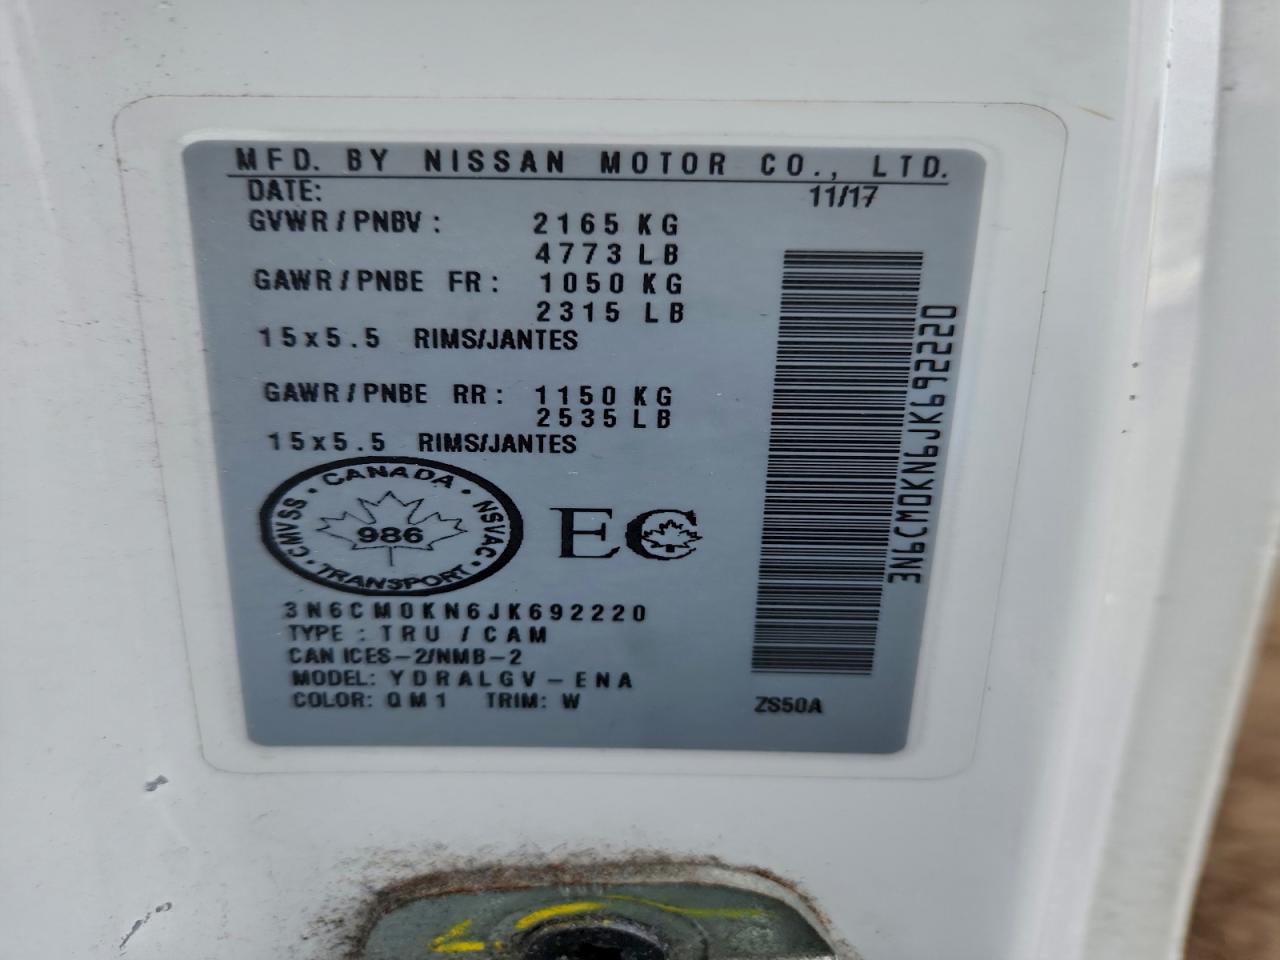 MFD. BY NISSAN MOTOR CO., LTD.
DATE: 11/17
GVWR/PNBV: 2165 KG
4773 LB
GAWR/PNBE FR: 1050 KG
2315 LB
15x5.5 RIMS/JANTES
GAWR/PNBE RR: 1150 KG
2535 LB
15x5.5 RIMS/JANTES
CMVSS · CANADA · NSVAC · TRANSPORT ·
986
EC
3N6CM0KN6JK692220
TYPE: TRU/CAM
CAN ICES-2/NMB-2
MODEL: YDRALGV-ENA
COLOR: QM1 TRIM: W
ZS50A
3N6CM0KN6JK692220